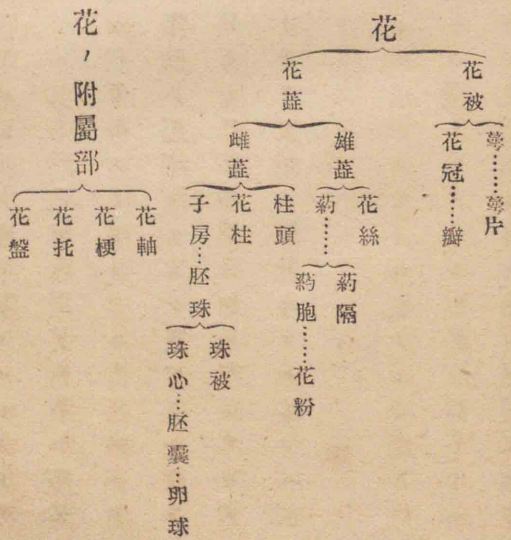 花
花被
萼……萼片
花冠……瓣
花蕋
雄蕋
花絲
葯……
葯隔
葯胞……花粉
雌蕋
柱頭
花柱
子房…胚珠
珠被
珠心…胚囊…卵球
花ノ附屬部
花軸
花梗
花托
花盤